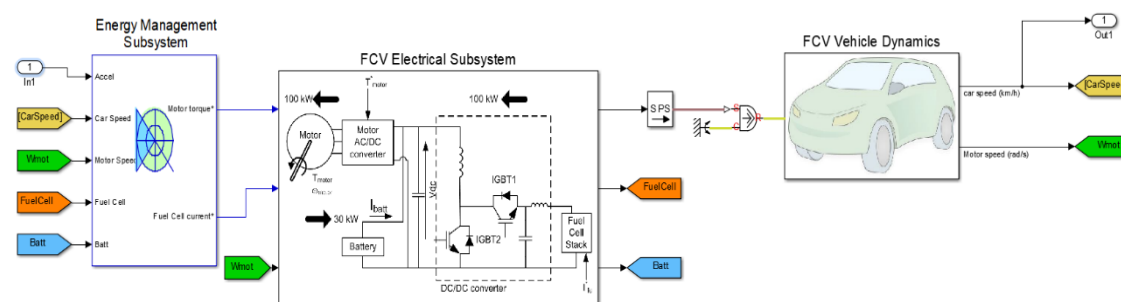 Energy Management
Subsystem
1
In1
Accel
[CarSpeed]
Car Speed
Motor torque*
Wmot
Motor Speed
FuelCell
Fuel Cell
Fuel Cell current*
Batt
Batt
FCV Electrical Subsystem
100 kW
T*motor
100 kW
Motor
Motor
AC/DC
converter
Tmotor
Vdc
IGBT1
Ibatt
30 kW
Battery
IGBT2
Fuel
Cell
Stack
DC/DC converter
Wmot
SPS
FuelCell
Batt
FCV Vehicle Dynamics
car speed (km/h)
Motor speed (rad/s)
1
Out1
[CarSpeed]
Wmot